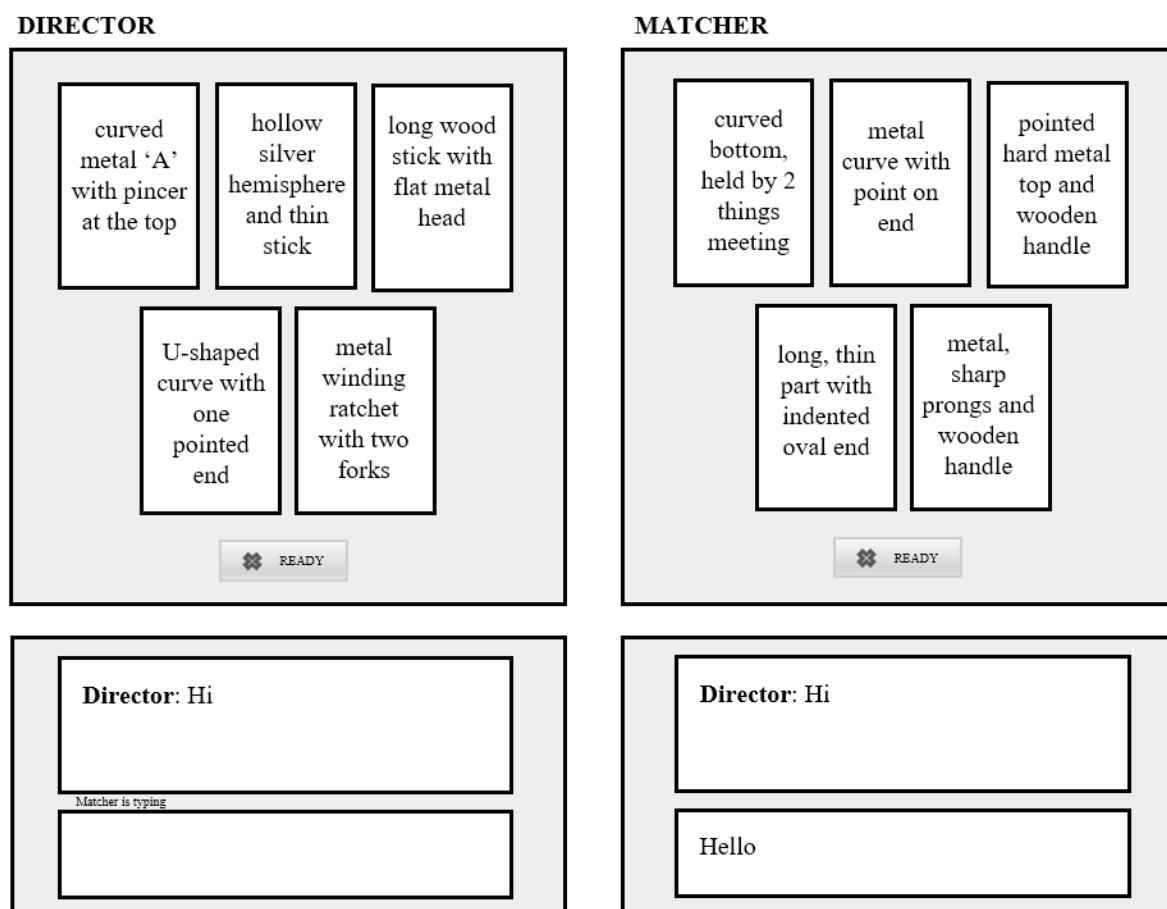 DIRECTOR
curved
metal ‘A’
with pincer
at the top
hollow
silver
hemisphere
and thin
stick
long wood
stick with
flat metal
head
U-shaped
curve with
one
pointed
end
metal
winding
ratchet
with two
forks
READY
Director: Hi
Matcher is typing
MATCHER
curved
bottom,
held by 2
things
meeting
metal
curve with
point on
end
pointed
hard metal
top and
wooden
handle
long, thin
part with
indented
oval end
metal,
sharp
prongs and
wooden
handle
READY
Director: Hi
Hello